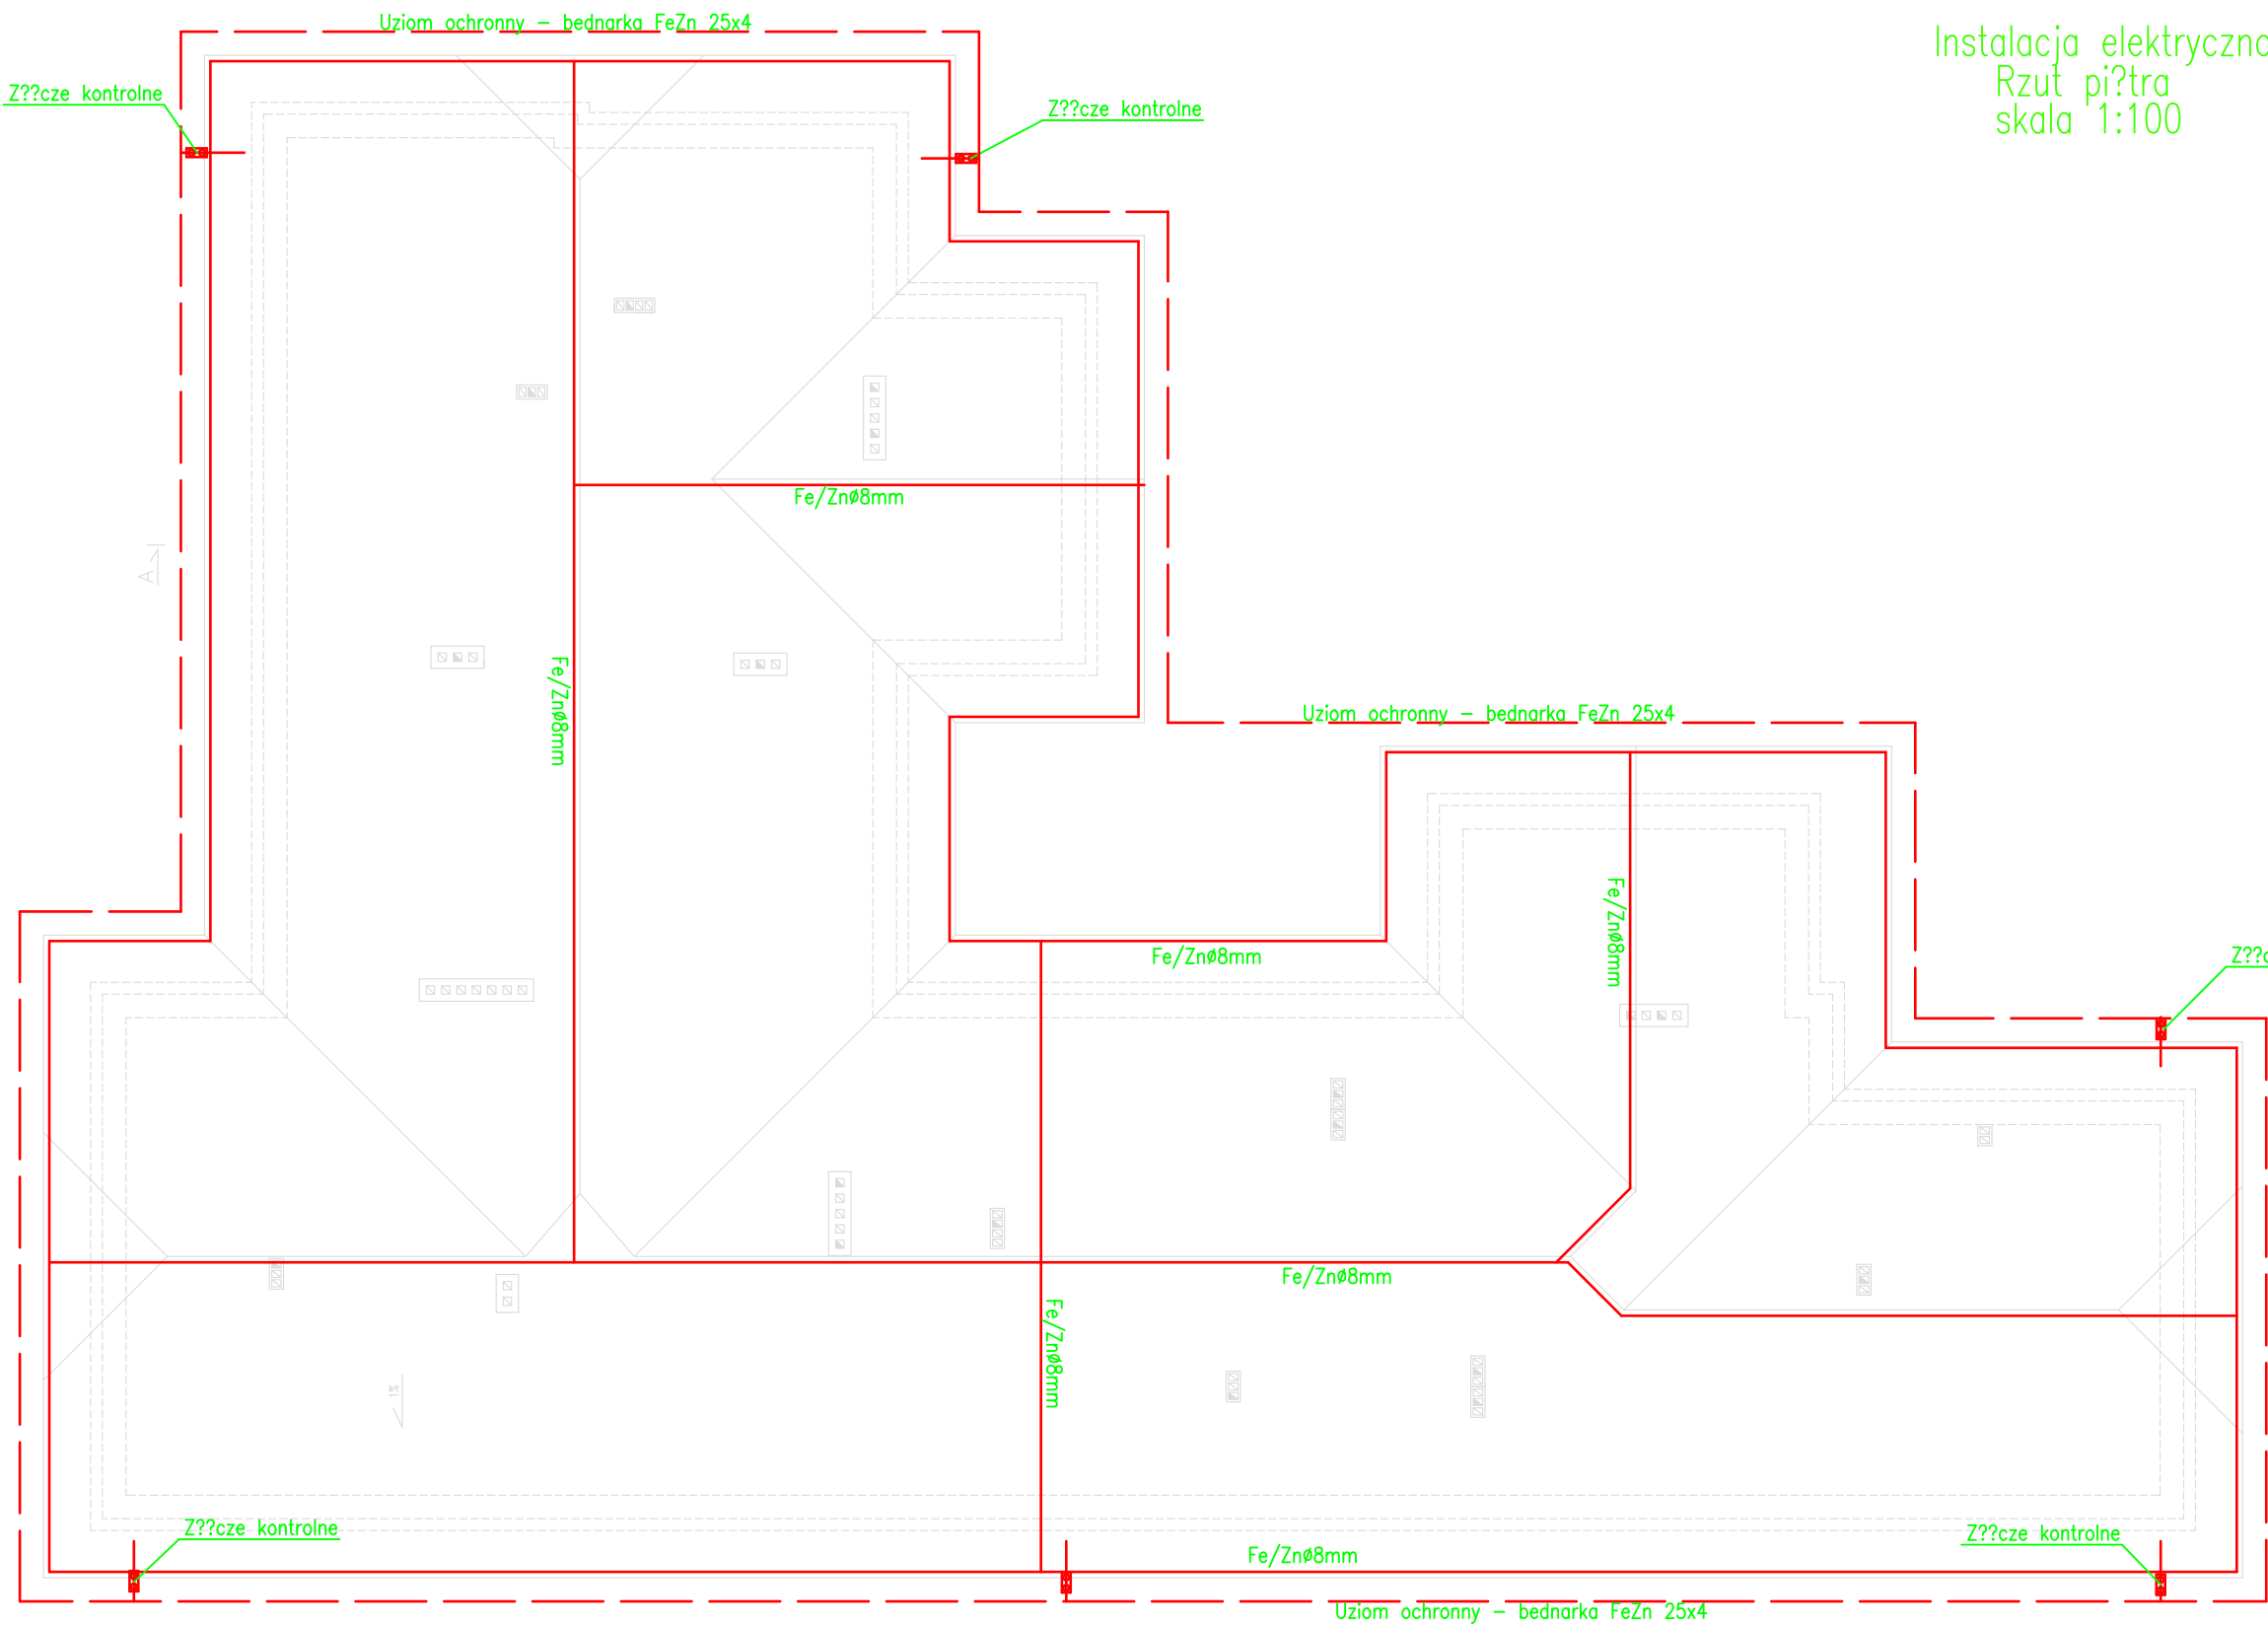 Uziom ochronny - bednarka FeZn 25x4
Instalacja elektryczna
Rzut pi?tra
skala 1:100
Z??cze kontrolne
Z??cze kontrolne
Fe/Znø8mm
A
Fe/Znø8mm
Uziom ochronny - bednarka FeZn 25x4
Fe/Znø8mm
Fe/Znø8mm
Z??c
Fe/Znø8mm
Fe/Znø8mm
1%
Z??cze kontrolne
Z??cze kontrolne
Fe/Znø8mm
Uziom ochronny - bednarka FeZn 25x4